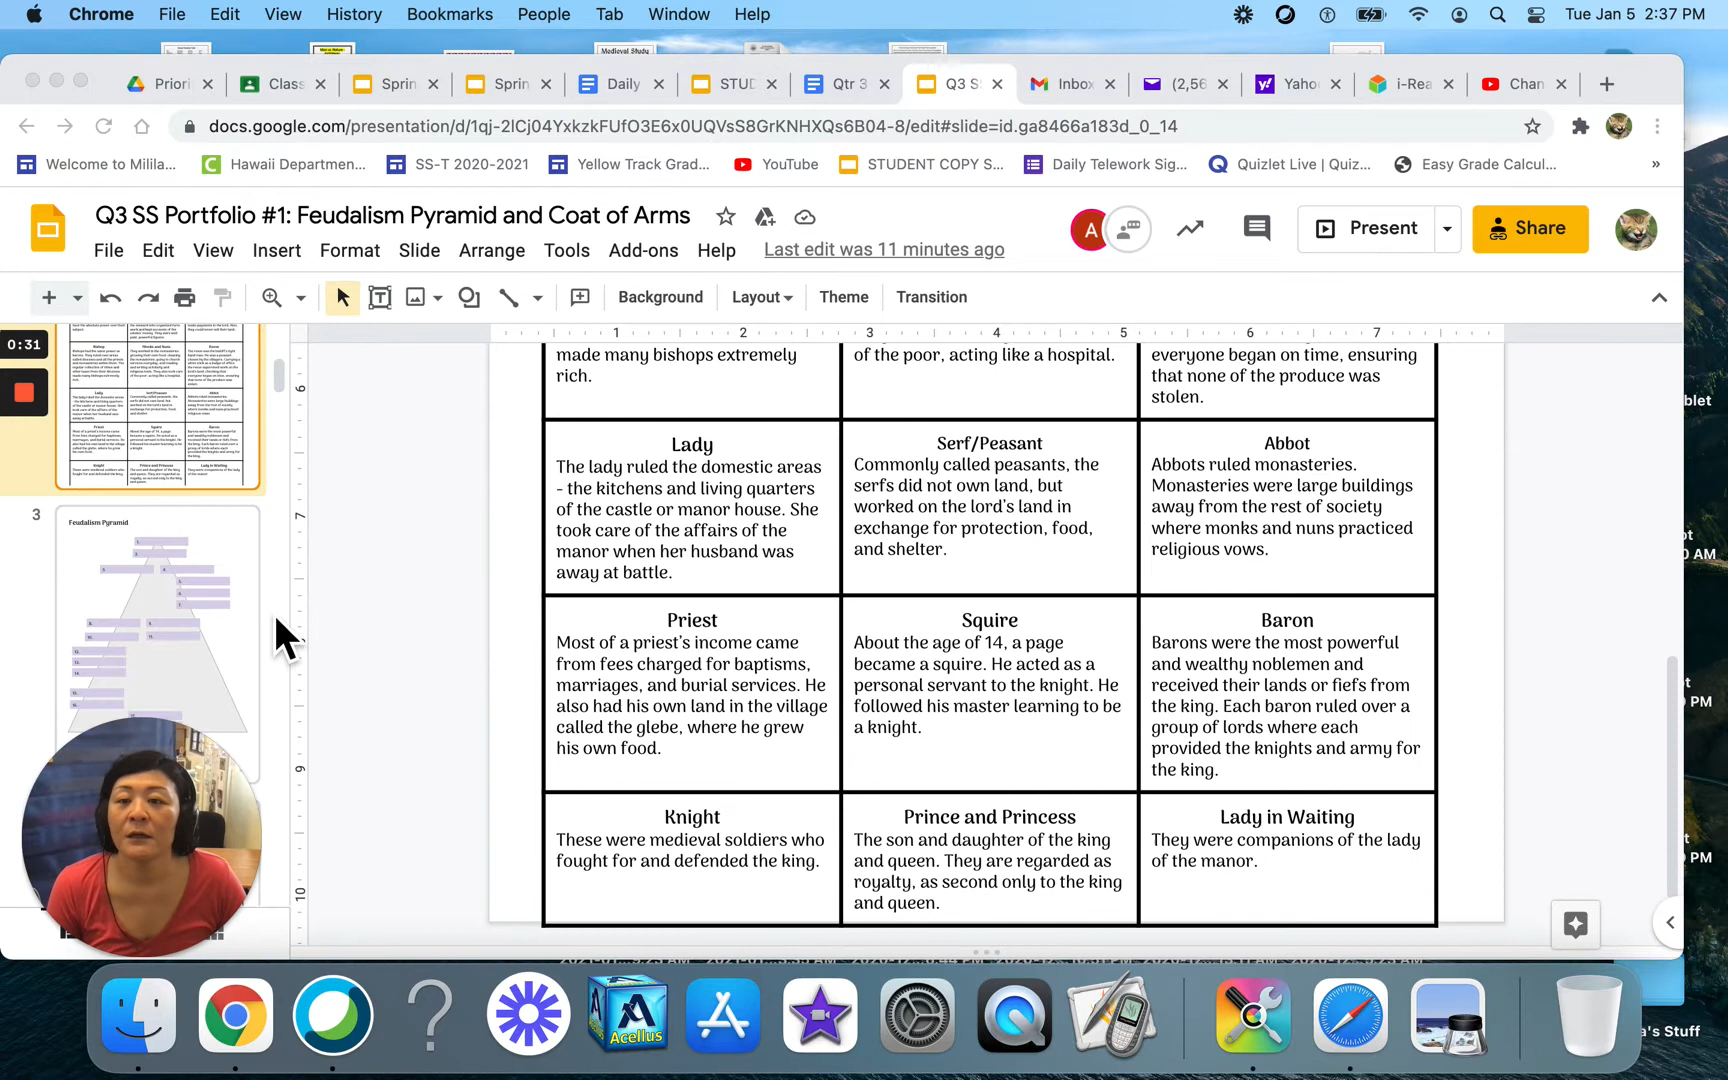 Chrome File Edit View History Bookmarks People Tab Window Help Tue Jan 5 2:37 PM
Medieval Study
Priori Class Sprin Sprin Daily STUD Qtr 3 Q3 S Inbox (2,56 Yaho i-Rea Chan
docs.google.com/presentation/d/1qj-2lCj04YxkzkFUfO3E6x0UQVsS8GrKNHXQs6B04-8/edit#slide=id.ga8466a183d_0_14
Welcome to Milila... Hawaii Departmen... SS-T 2020-2021 Yellow Track Grad... YouTube STUDENT COPY S... Daily Telework Sig... Quizlet Live | Quiz... Easy Grade Calcul... »
Q3 SS Portfolio #1: Feudalism Pyramid and Coat of Arms
A Present Share
File Edit View Insert Format Slide Arrange Tools Add-ons Help Last edit was 11 minutes ago
Background Layout Theme Transition
0:31
1 2 3 4 5 6 7
6
7
9
10
3
Feudalism Pyramid
made many bishops extremely
rich.
of the poor, acting like a hospital.
everyone began on time, ensuring
that none of the produce was
stolen.
Lady
The lady ruled the domestic areas
- the kitchens and living quarters
of the castle or manor house. She
took care of the affairs of the
manor when her husband was
away at battle.
Serf/Peasant
Commonly called peasants, the
serfs did not own land, but
worked on the lord's land in
exchange for protection, food,
and shelter.
Abbot
Abbots ruled monasteries.
Monasteries were large buildings
away from the rest of society
where monks and nuns practiced
religious vows.
Priest
Most of a priest's income came
from fees charged for baptisms,
marriages, and burial services. He
also had his own land in the village
called the glebe, where he grew
his own food.
Squire
About the age of 14, a page
became a squire. He acted as a
personal servant to the knight. He
followed his master learning to be
a knight.
Baron
Barons were the most powerful
and wealthy noblemen and
received their lands or fiefs from
the king. Each baron ruled over a
group of lords where each
provided the knights and army for
the king.
Knight
These were medieval soldiers who
fought for and defended the king.
Prince and Princess
The son and daughter of the king
and queen. They are regarded as
royalty, as second only to the king
and queen.
Lady in Waiting
They were companions of the lady
of the manor.
Acellus
's Stuff